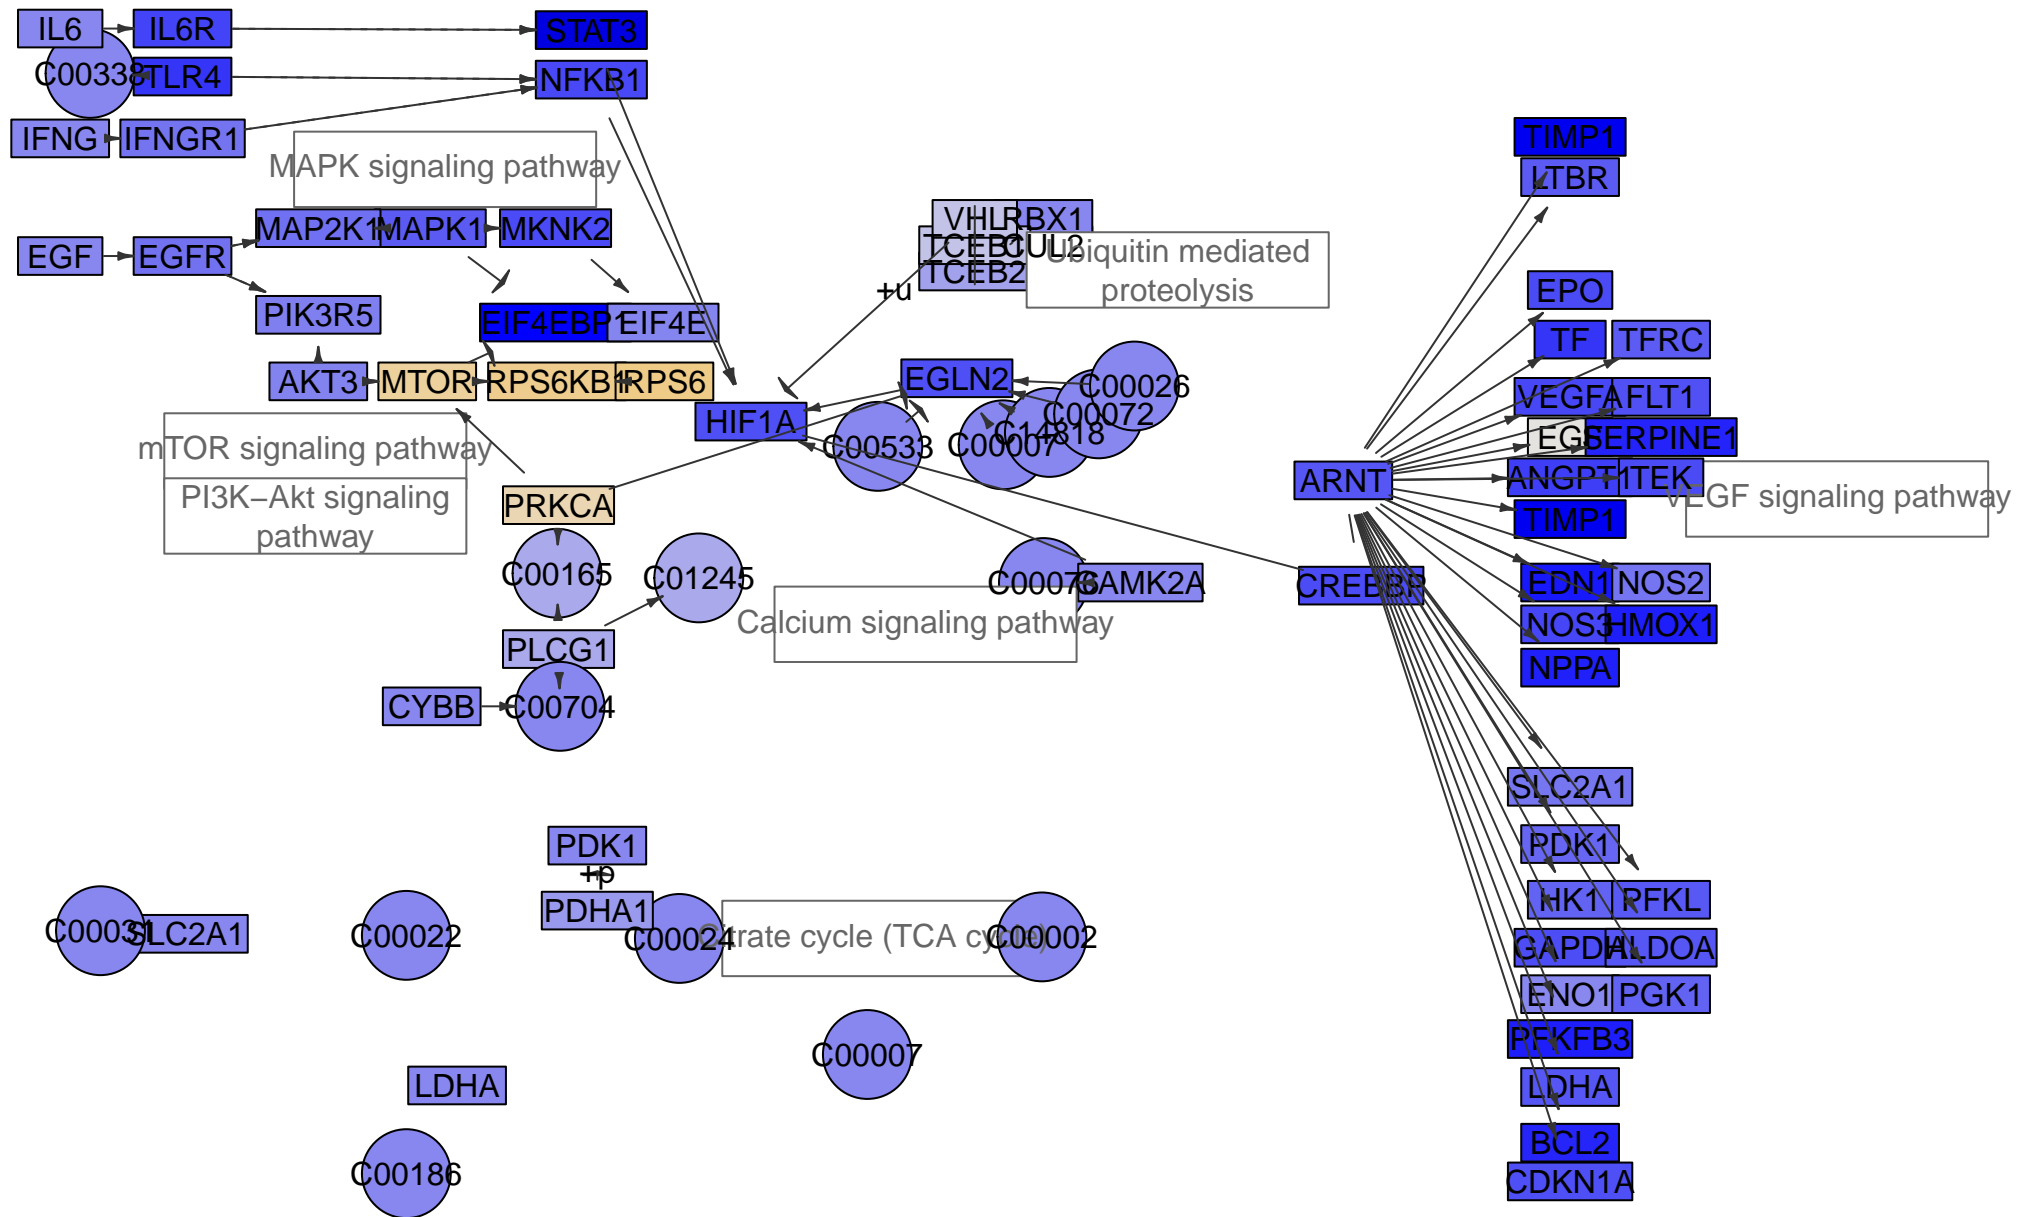 IL6
IL6R
STAT3
C00338
TLR4
NFKB1
IFNG
IFNGR1
MAPK signaling pathway
MAP2K1
MAPK1
MKNK2
EGF
EGFR
PIK3R5
EIF4EBP1
EIF4E
AKT3
MTOR
RPS6KB1
RPS6
mTOR signaling pathway
PI3K−Akt signaling
pathway
VHL
RBX1
TCEB1
CUL2
TCEB2
Ubiquitin mediated
proteolysis
+u
EGLN2
HIF1A
C00533
C00007
C14818
C00072
C00026
PRKCA
C00165
C01245
PLCG1
CYBB
C00704
C00076
CAMK2A
Calcium signaling pathway
ARNT
CREBBP
TIMP1
LTBR
EPO
TF
TFRC
VEGFA
FLT1
SERPINE1
ANGPT1
TEK
VEGF signaling pathway
TIMP1
EDN1
NOS2
NOS3
HMOX1
NPPA
SLC2A1
PDK1
HK1
PFKL
GAPDH
ALDOA
ENO1
PGK1
PFKFB3
LDHA
BCL2
CDKN1A
PDK1
+p
PDHA1
C00031
SLC2A1
C00022
C00024
Citrate cycle (TCA cycle)
C00002
C00007
LDHA
C00186